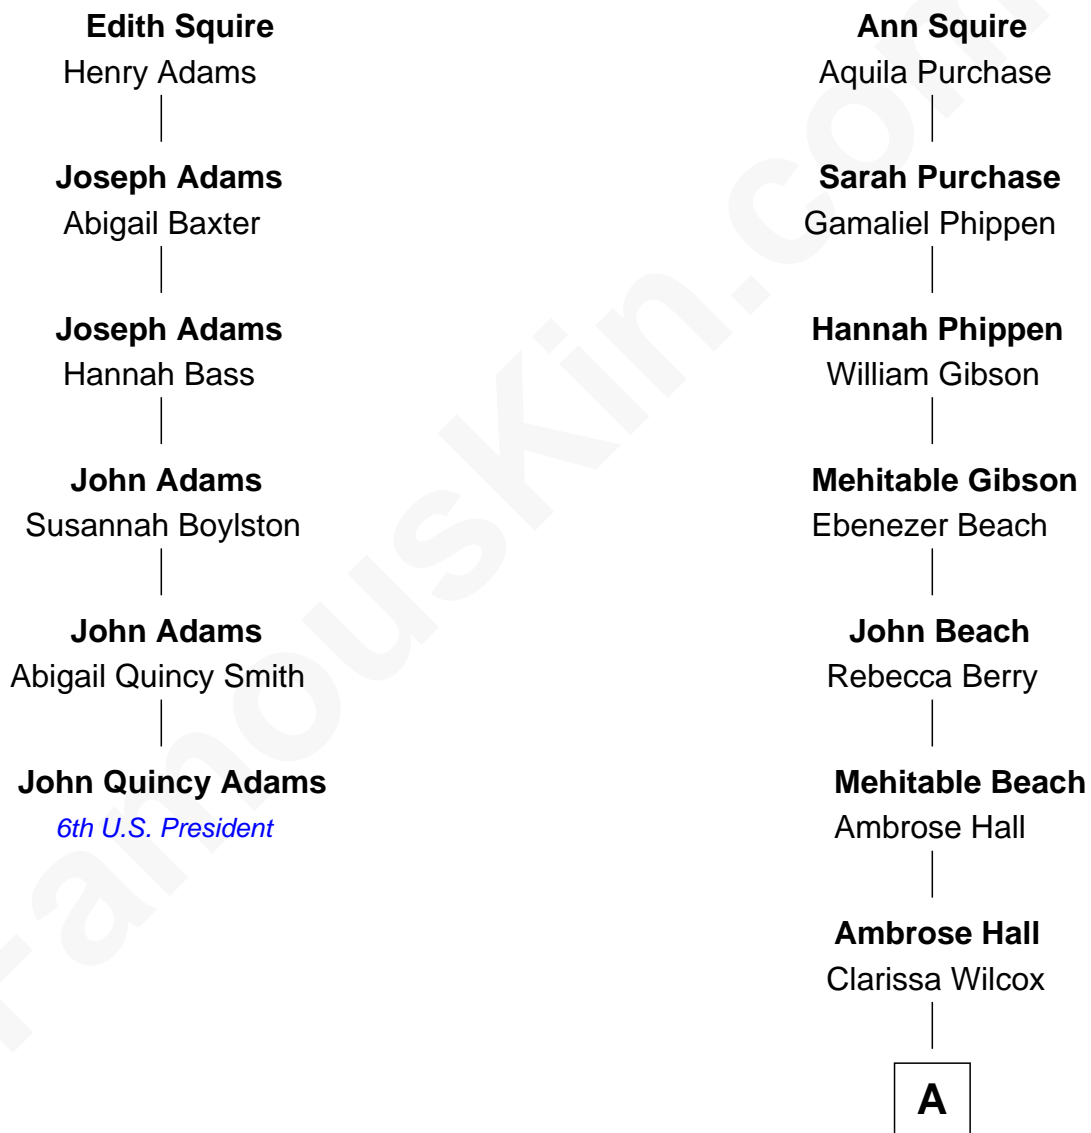 Edith Squire
Henry Adams
Joseph Adams
Abigail Baxter
Joseph Adams
Hannah Bass
John Adams
Susannah Boylston
John Adams
Abigail Quincy Smith
John Quincy Adams
6th U.S. President
Ann Squire
Aquila Purchase
Sarah Purchase
Gamaliel Phippen
Hannah Phippen
William Gibson
Mehitable Gibson
Ebenezer Beach
John Beach
Rebecca Berry
Mehitable Beach
Ambrose Hall
Ambrose Hall
Clarissa Wilcox
A
FamousKin.com